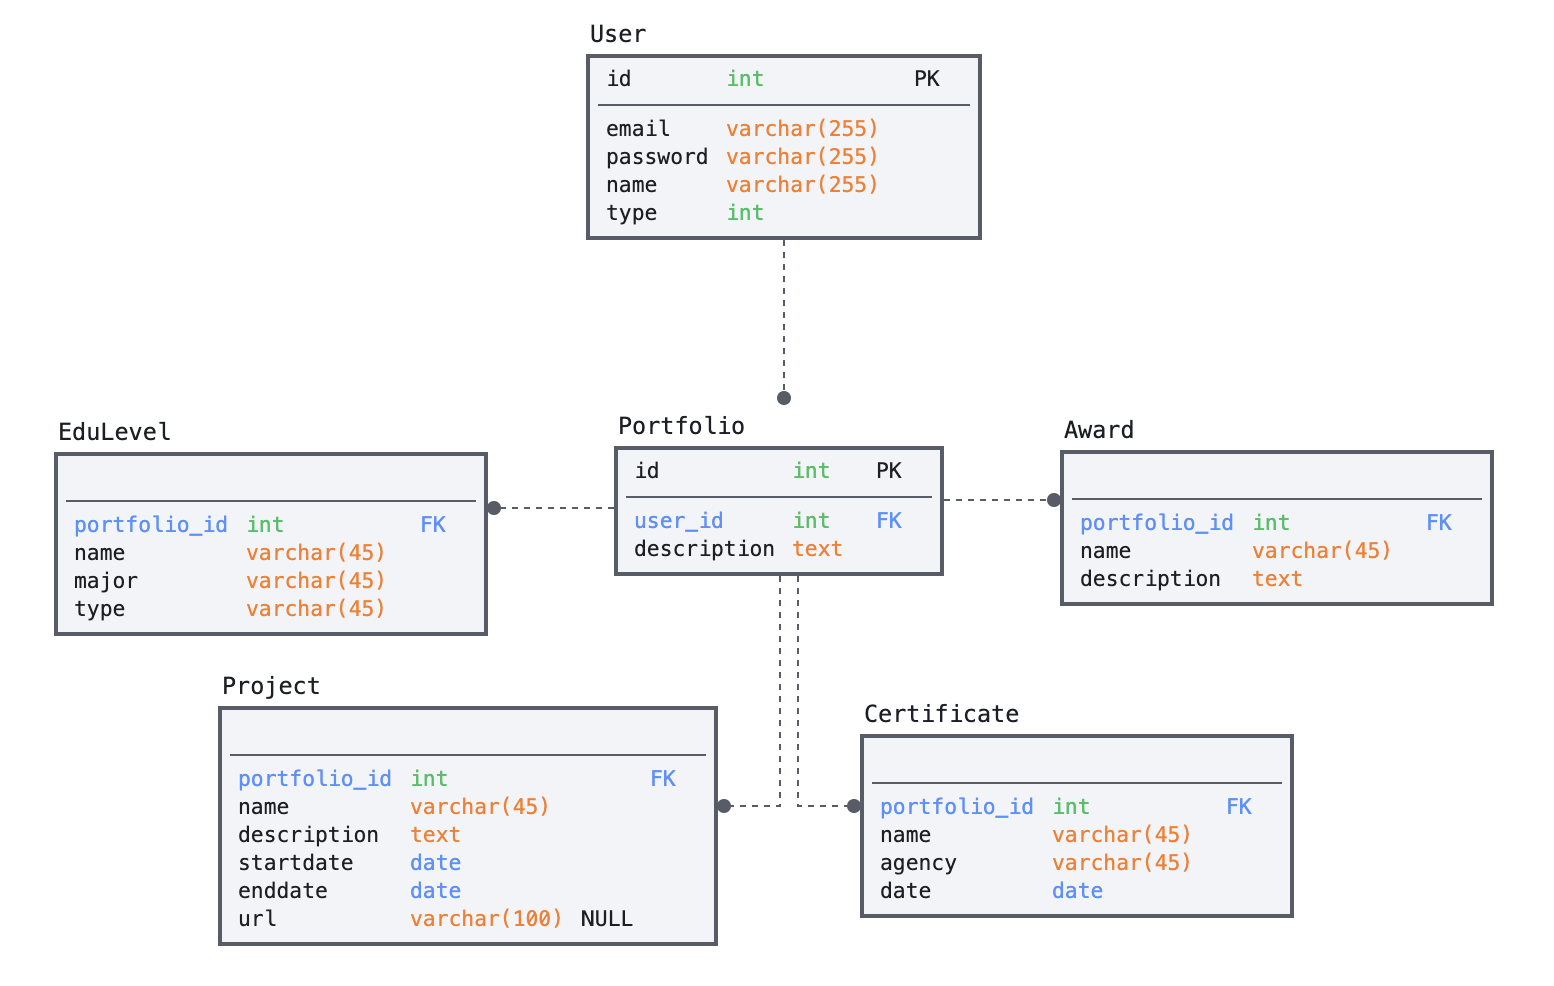 User
id int PK
email varchar(255)
password varchar(255)
name varchar(255)
type int
EduLevel
portfolio_id int FK
name varchar(45)
major varchar(45)
type varchar(45)
Portfolio
id int PK
user_id int FK
description text
Award
portfolio_id int FK
name varchar(45)
description text
Project
portfolio_id int FK
name varchar(45)
description text
startdate date
enddate date
url varchar(100) NULL
Certificate
portfolio_id int FK
name varchar(45)
agency varchar(45)
date date